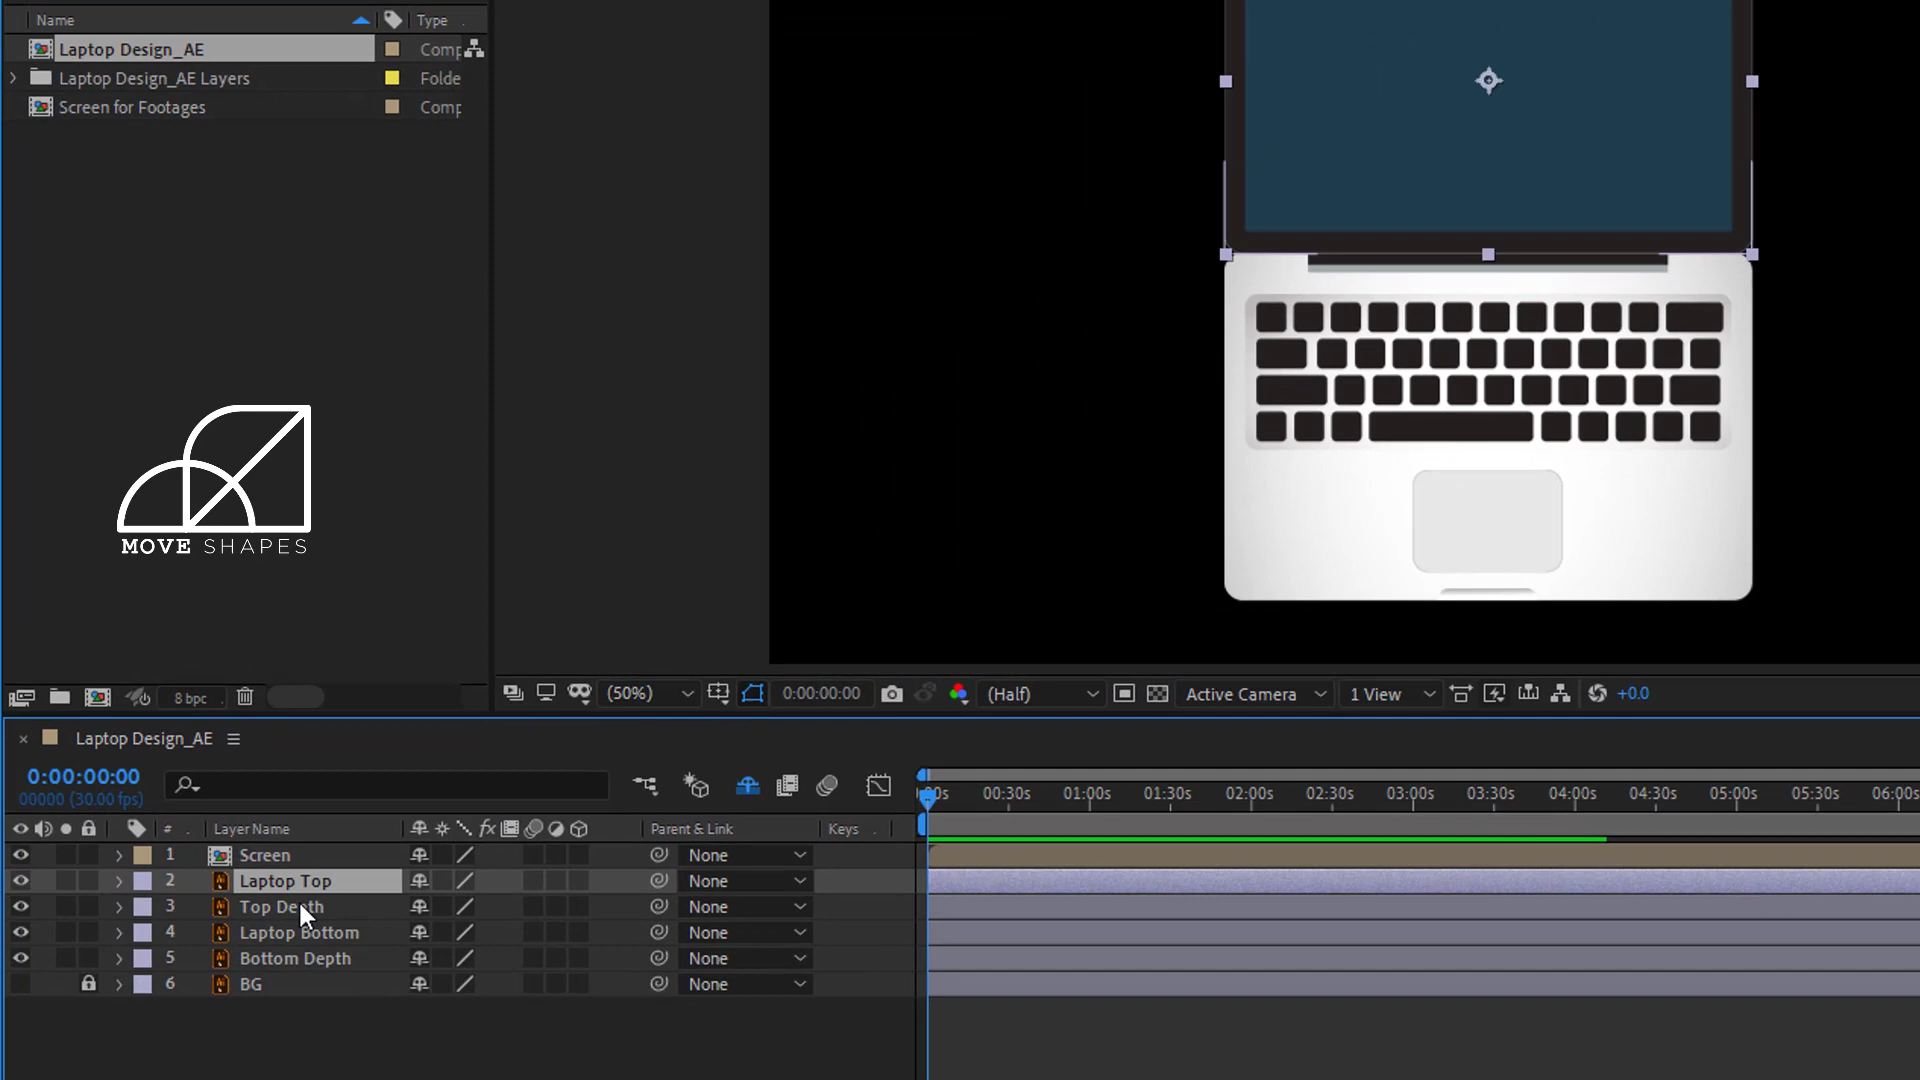 Name Type
Laptop Design_AE Comp
Laptop Design_AE Layers Folde
Screen for Footages Comp
MOVE SHAPES
8 bpc
(50%) 0:00:00:00 (Half) Active Camera 1 View +0.0
Laptop Design_AE
0:00:00:00
00000 (30.00 fps)
00s 00:30s 01:00s 01:30s 02:00s 02:30s 03:00s 03:30s 04:00s 04:30s 05:00s 05:30s 06:00s
# Layer Name fx Parent & Link Keys
1 Screen None
2 Laptop Top None
3 Top Depth None
4 Laptop Bottom None
5 Bottom Depth None
6 BG None